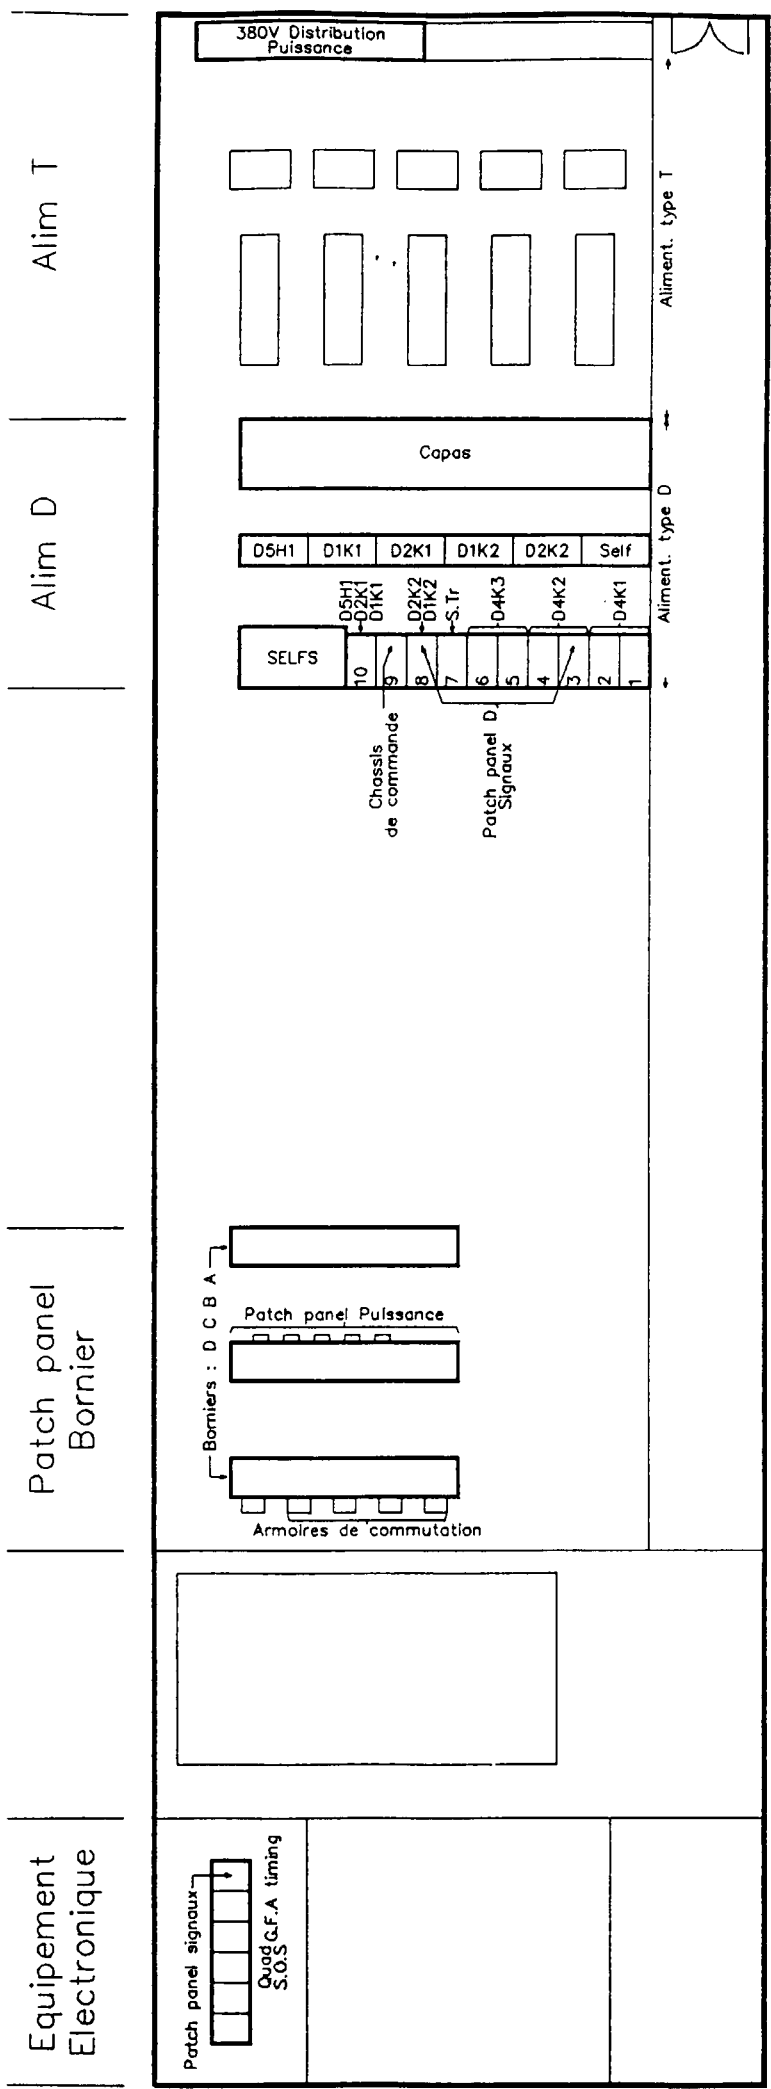 380V Distribution
Puissance
Alim T
Aliment. type T
Alim D
Capas
Aliment. type D
D5H1
D1K1
D2K1
D1K2
D2K2
Self
D5H1
D2K1
D1K1
D2K2
D1K2
S.Tr
D4K3
D4K2
D4K1
SELFS
10
9
8
7
6
5
4
3
2
1
Chassis
de commande
Patch panel D
Signaux
Patch panel
Bornier
Borniers : D C B A
Patch panel Puissance
Armoires de commutation
Equipement
Electronique
Patch panel signaux
Quad G.F.A timing
S.O.S